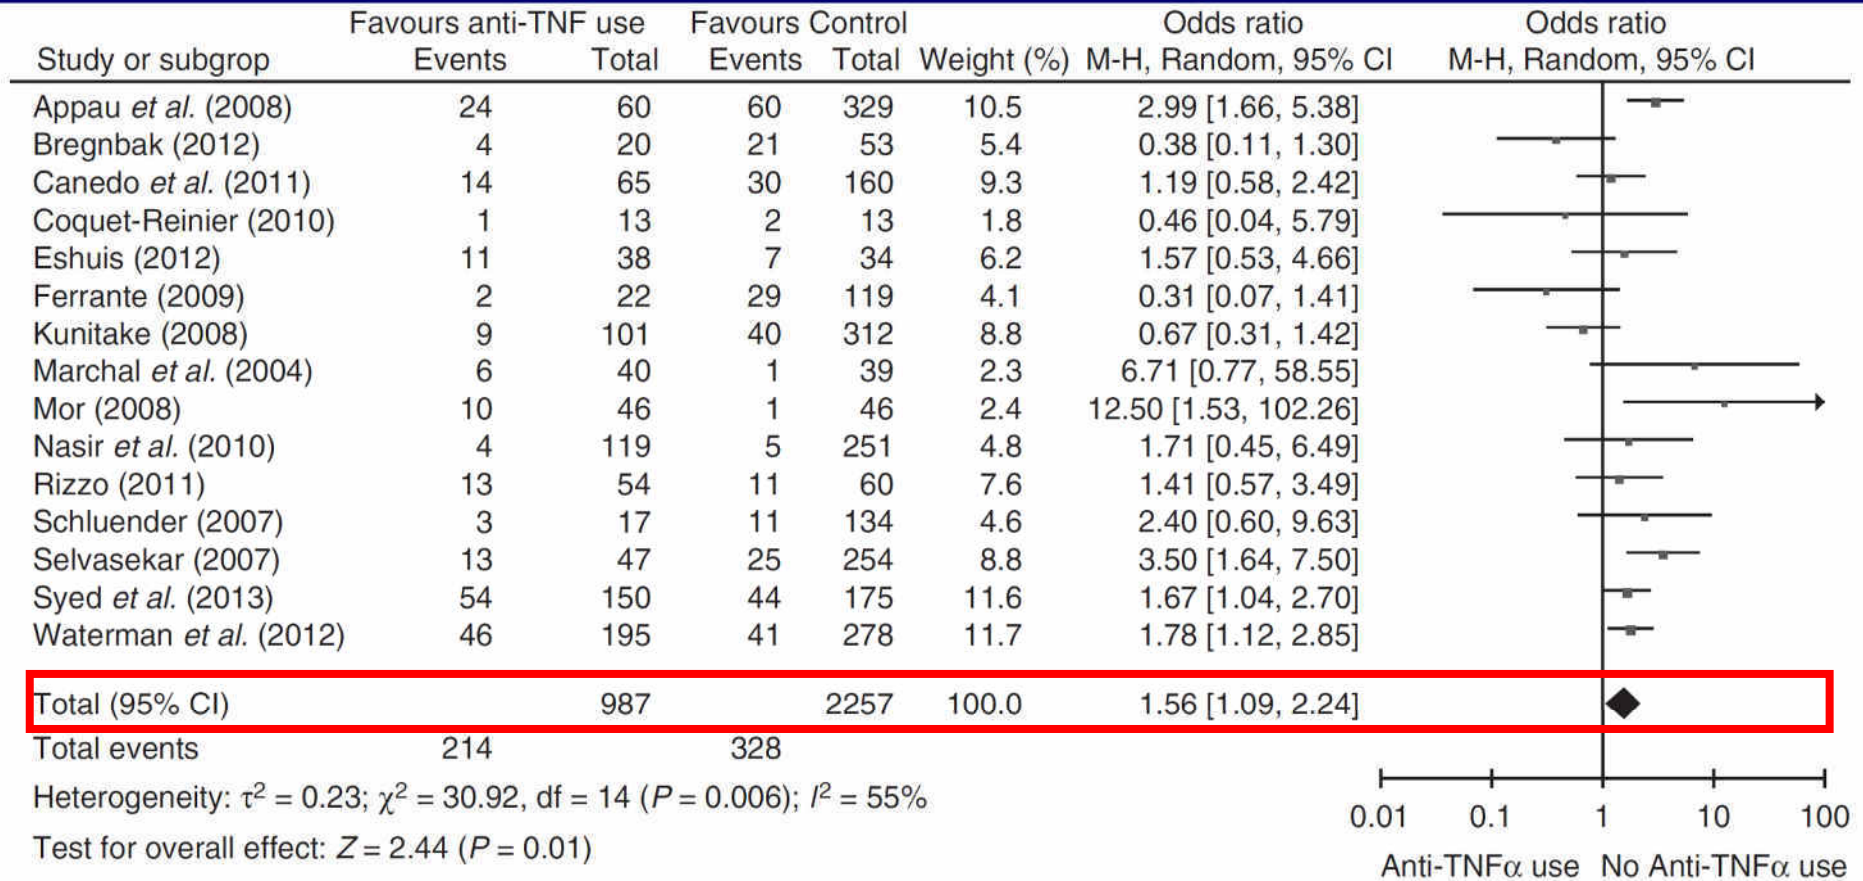 Favours anti-TNF use Favours Control Odds ratio Odds ratio
Study or subgrop Events Total Events Total Weight (%) M-H, Random, 95% CI M-H, Random, 95% CI
Appau et al. (2008) 24 60 60 329 10.5 2.99 [1.66, 5.38]
Bregnbak (2012) 4 20 21 53 5.4 0.38 [0.11, 1.30]
Canedo et al. (2011) 14 65 30 160 9.3 1.19 [0.58, 2.42]
Coquet-Reinier (2010) 1 13 2 13 1.8 0.46 [0.04, 5.79]
Eshuis (2012) 11 38 7 34 6.2 1.57 [0.53, 4.66]
Ferrante (2009) 2 22 29 119 4.1 0.31 [0.07, 1.41]
Kunitake (2008) 9 101 40 312 8.8 0.67 [0.31, 1.42]
Marchal et al. (2004) 6 40 1 39 2.3 6.71 [0.77, 58.55]
Mor (2008) 10 46 1 46 2.4 12.50 [1.53, 102.26]
Nasir et al. (2010) 4 119 5 251 4.8 1.71 [0.45, 6.49]
Rizzo (2011) 13 54 11 60 7.6 1.41 [0.57, 3.49]
Schluender (2007) 3 17 11 134 4.6 2.40 [0.60, 9.63]
Selvasekar (2007) 13 47 25 254 8.8 3.50 [1.64, 7.50]
Syed et al. (2013) 54 150 44 175 11.6 1.67 [1.04, 2.70]
Waterman et al. (2012) 46 195 41 278 11.7 1.78 [1.12, 2.85]
Total (95% CI) 987 2257 100.0 1.56 [1.09, 2.24]
Total events 214 328
Heterogeneity: τ² = 0.23; χ² = 30.92, df = 14 (P = 0.006); I² = 55%
0.01 0.1 1 10 100
Test for overall effect: Z = 2.44 (P = 0.01)
Anti-TNFα use No Anti-TNFα use